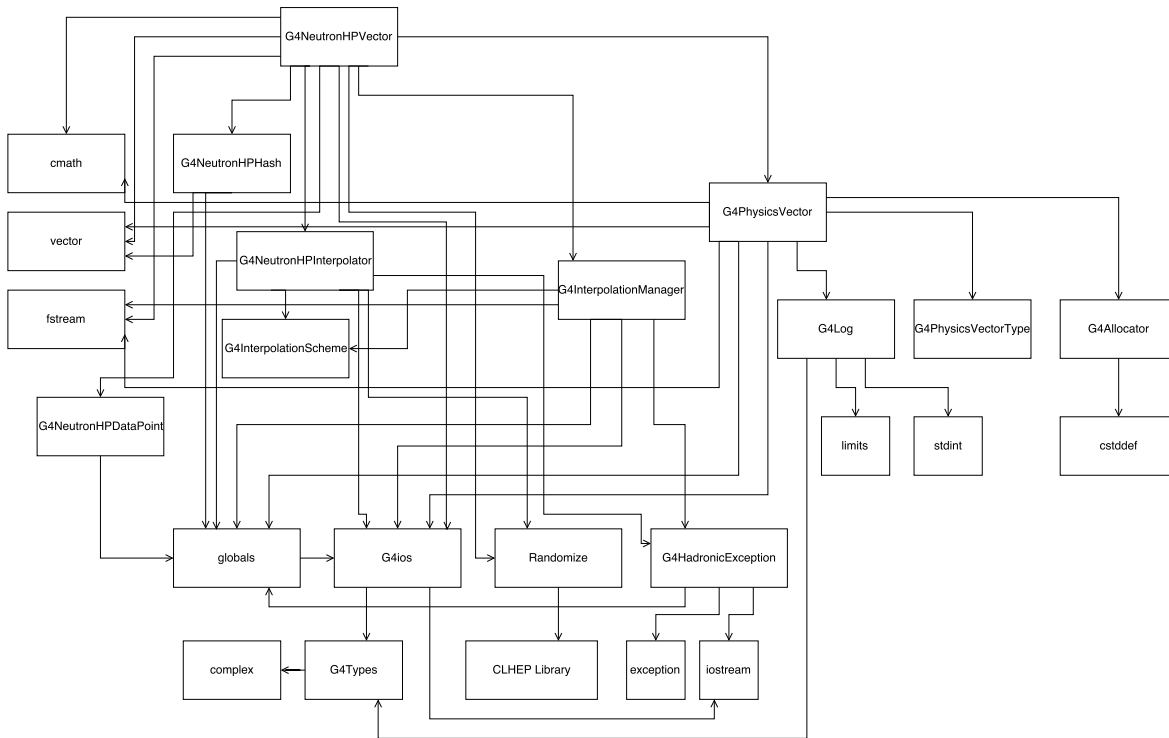 G4NeutronHPVector
cmath
G4NeutronHPHash
G4PhysicsVector
vector
G4NeutronHPInterpolator
G4InterpolationManager
fstream
G4InterpolationScheme
G4Log
G4PhysicsVectorType
G4Allocator
G4NeutronHPDataPoint
limits
stdint
cstddef
globals
G4ios
Randomize
G4HadronicException
complex
G4Types
CLHEP Library
exception
iostream